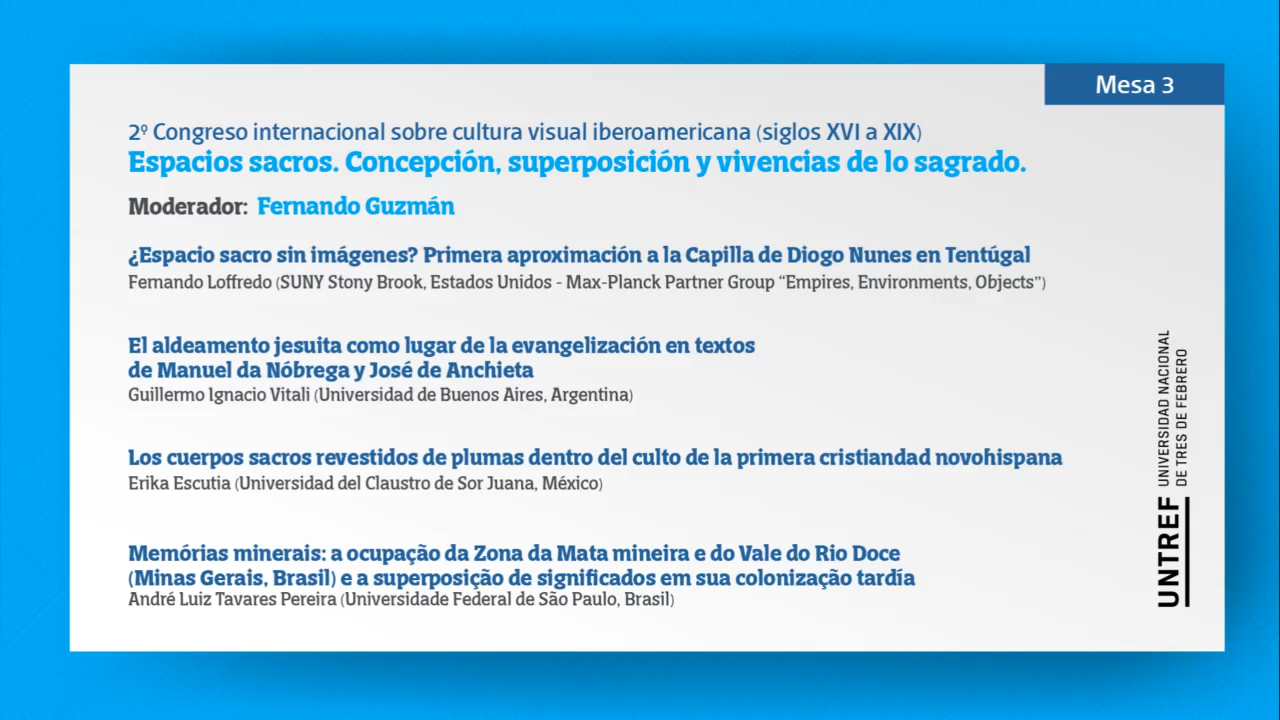 Mesa 3
2º Congreso internacional sobre cultura visual iberoamericana (siglos XVI a XIX)
Espacios sacros. Concepción, superposición y vivencias de lo sagrado.
Moderador: Fernando Guzmán
¿Espacio sacro sin imágenes? Primera aproximación a la Capilla de Diogo Nunes en Tentúgal
Fernando Loffredo (SUNY Stony Brook, Estados Unidos - Max-Planck Partner Group “Empires, Environments, Objects”)
El aldeamento jesuita como lugar de la evangelización en textos
de Manuel da Nóbrega y José de Anchieta
Guillermo Ignacio Vitali (Universidad de Buenos Aires, Argentina)
Los cuerpos sacros revestidos de plumas dentro del culto de la primera cristiandad novohispana
Erika Escutia (Universidad del Claustro de Sor Juana, México)
Memórias minerais: a ocupação da Zona da Mata mineira e do Vale do Rio Doce
(Minas Gerais, Brasil) e a superposição de significados em sua colonização tardía
André Luiz Tavares Pereira (Universidade Federal de São Paulo, Brasil)
UNTREF
UNIVERSIDAD NACIONAL
DE TRES DE FEBRERO